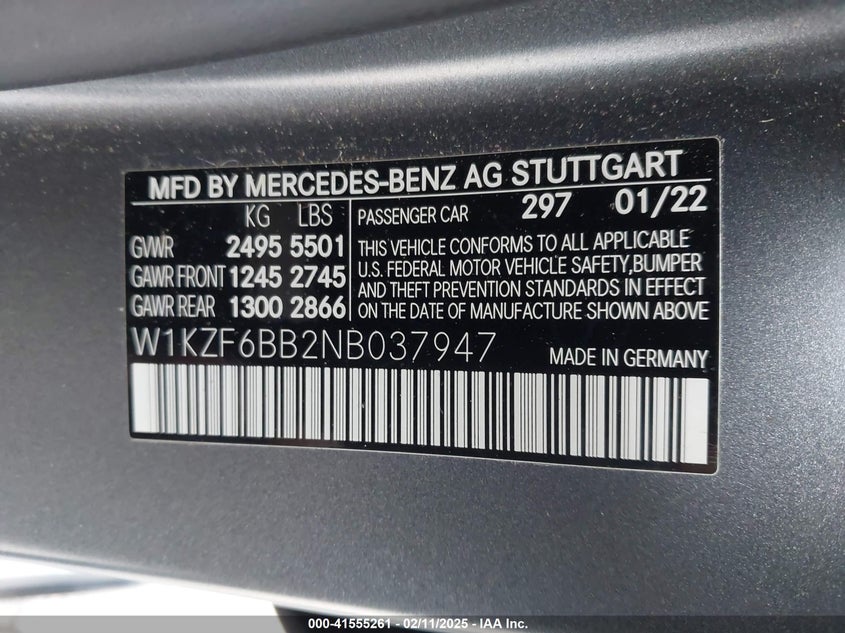 MFD BY MERCEDES-BENZ AG STUTTGART
KG LBS
GVWR 2495 5501
GAWR FRONT 1245 2745
GAWR REAR 1300 2866
PASSENGER CAR 297 01/22
THIS VEHICLE CONFORMS TO ALL APPLICABLE
U.S. FEDERAL MOTOR VEHICLE SAFETY,BUMPER
AND THEFT PREVENTION STANDARDS IN EFFECT
ON THE DATE OF MANUFACTURE SHOWN ABOVE
W1KZF6BB2NB037947
MADE IN GERMANY
000-41555261 - 02/11/2025 - IAA Inc.